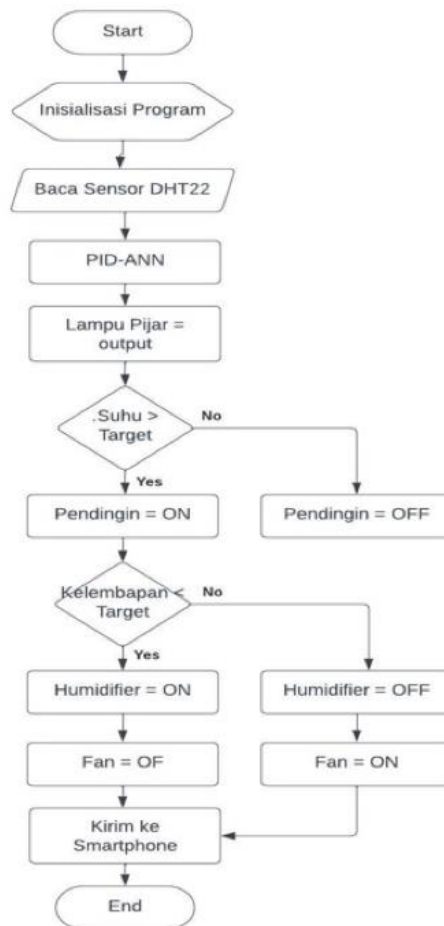 Start
Inisialisasi Program
Baca Sensor DHT22
PID-ANN
Lampu Pijar =
output
.Suhu >
Target
No
Yes
Pendingin = ON
Pendingin = OFF
Kelembapan <
Target
No
Yes
Humidifier = ON
Humidifier = OFF
Fan = OF
Fan = ON
Kirim ke
Smartphone
End